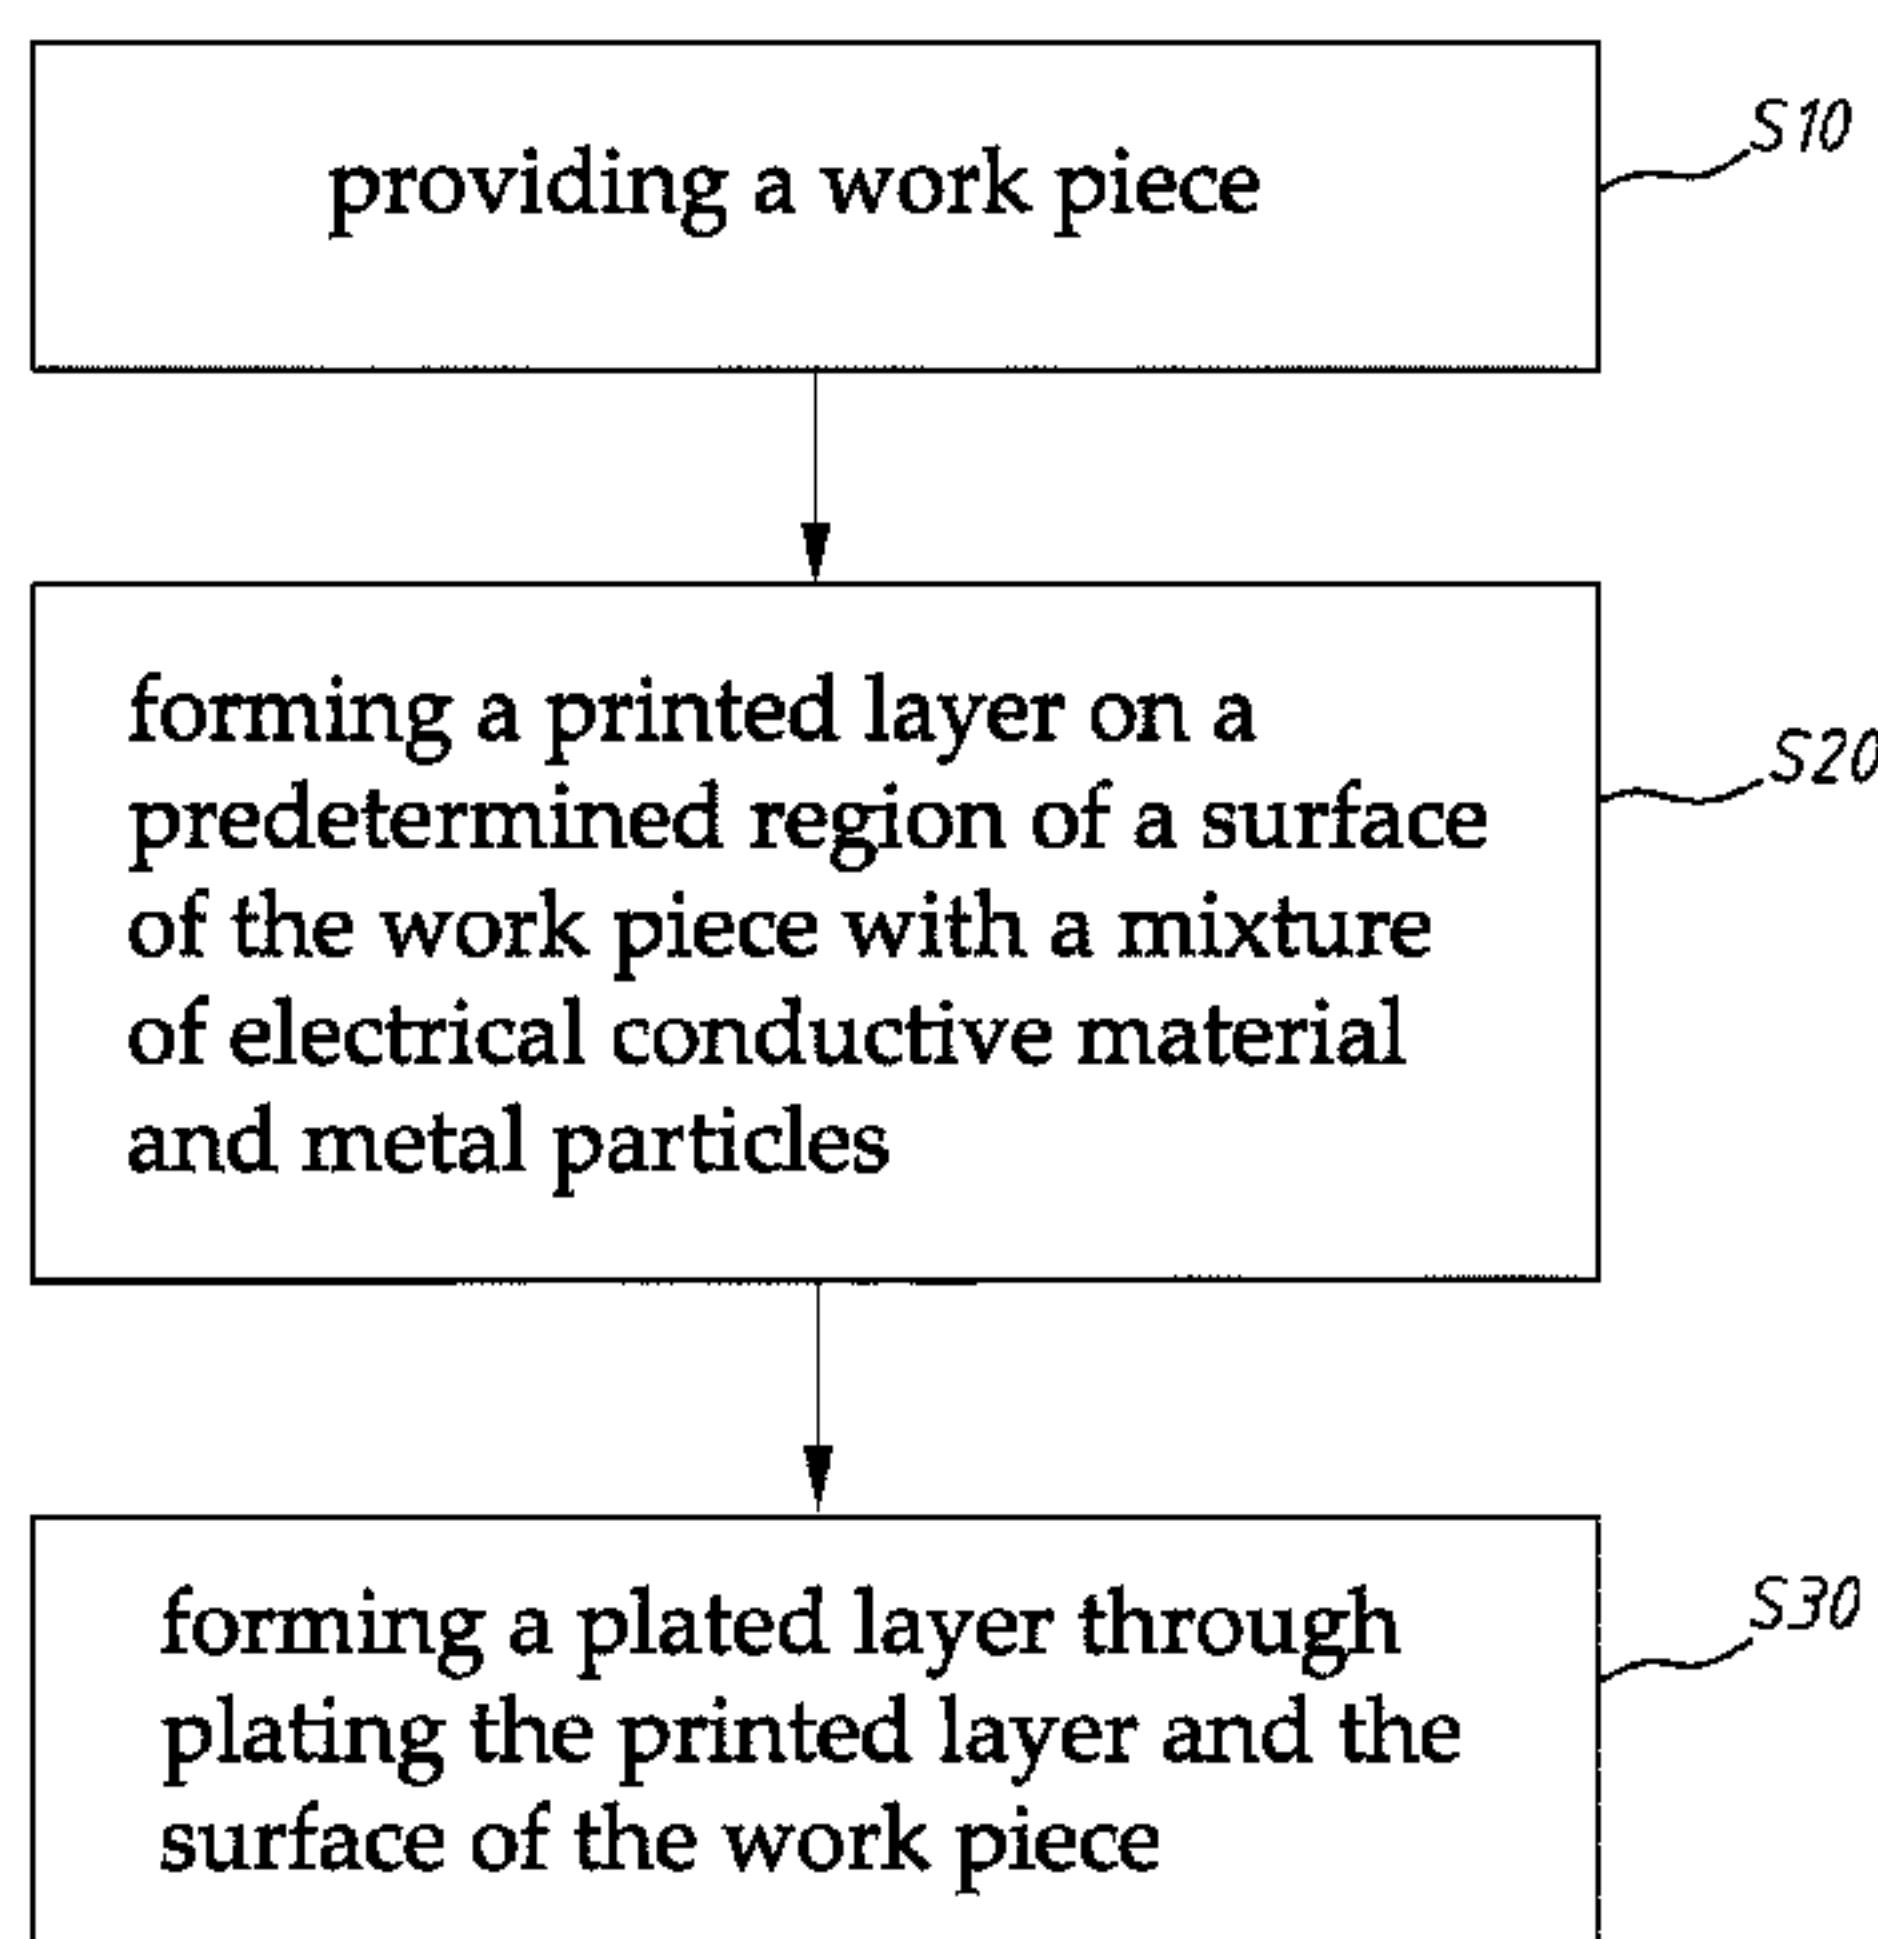 providing a work piece
S10
forming a printed layer on a
predetermined region of a surface
of the work piece with a mixture
of electrical conductive material
and metal particles
S20
forming a plated layer through
plating the printed layer and the
surface of the work piece
S30